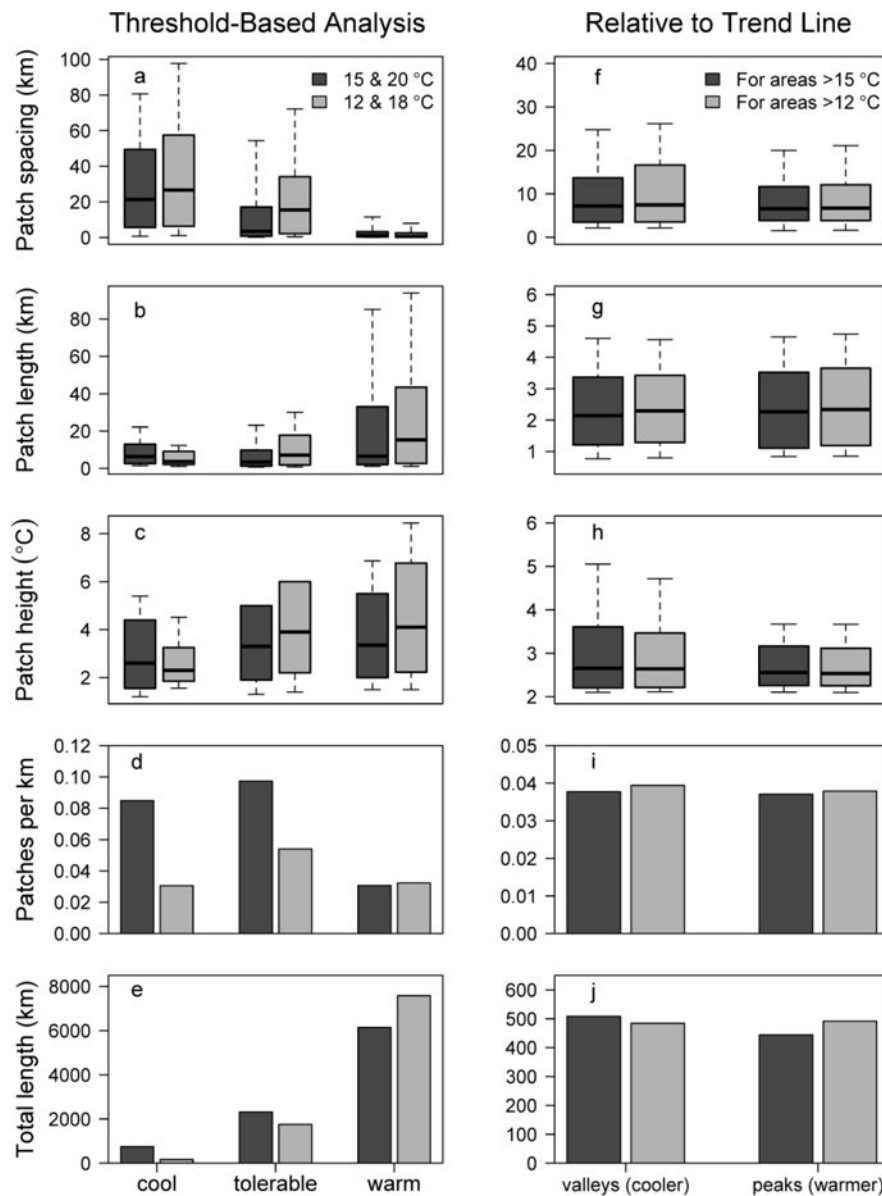 Threshold-Based Analysis
Relative to Trend Line
Patch spacing (km)
100
80
60
40
20
0
a
15 & 20 °C
12 & 18 °C
40
30
20
10
0
f
For areas >15 °C
For areas >12 °C
Patch length (km)
80
60
40
20
0
b
6
5
4
3
2
1
g
Patch height (°C)
8
6
4
2
c
6
5
4
3
2
h
Patches per km
0.12
0.10
0.08
0.06
0.04
0.02
0.00
d
0.05
0.04
0.03
0.02
0.01
0.00
i
Total length (km)
8000
6000
4000
2000
0
e
600
500
400
300
200
100
0
j
cool
tolerable
warm
valleys (cooler)
peaks (warmer)